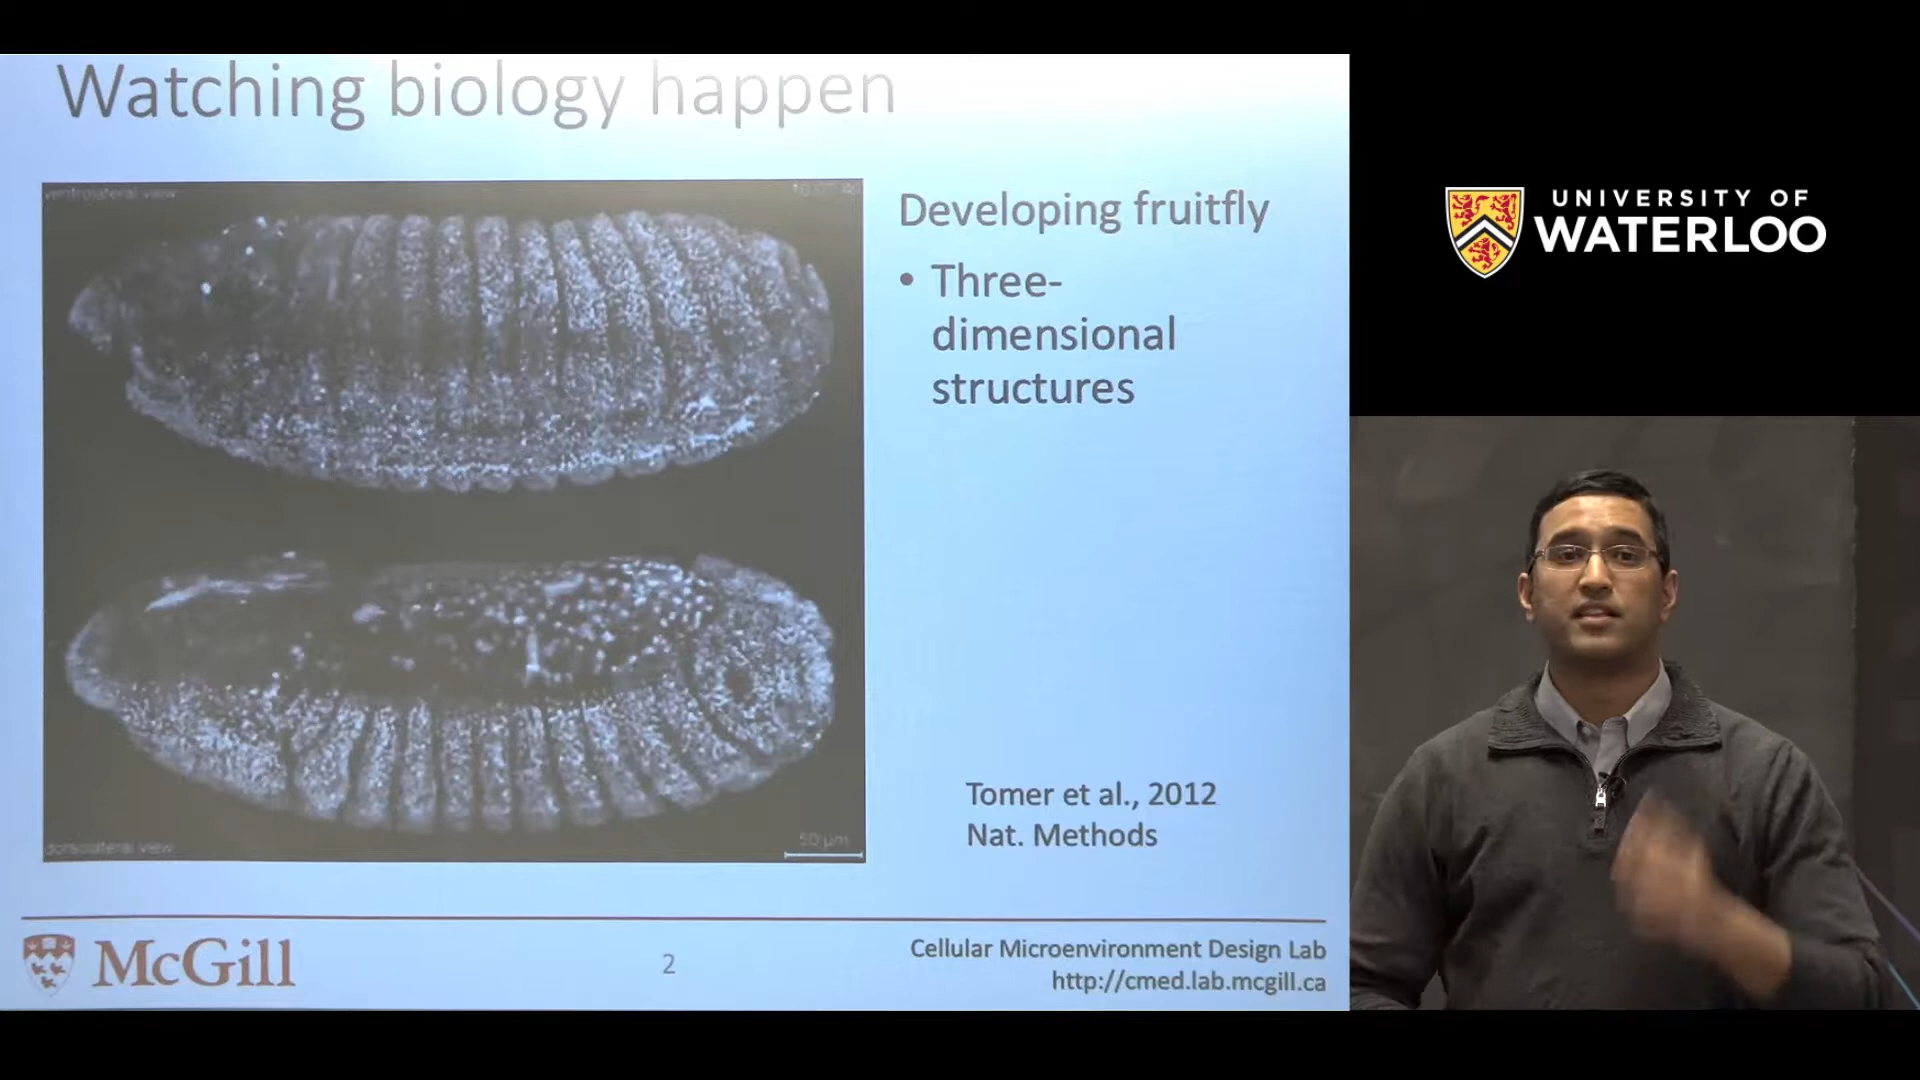 Watching biology happen
ventrolateral view
Developing fruitfly
• Three-
dimensional
structures
Tomer et al., 2012
Nat. Methods
dorsolateral view
50 µm
McGill
2
Cellular Microenvironment Design Lab
http://cmed.lab.mcgill.ca
UNIVERSITY OF
WATERLOO